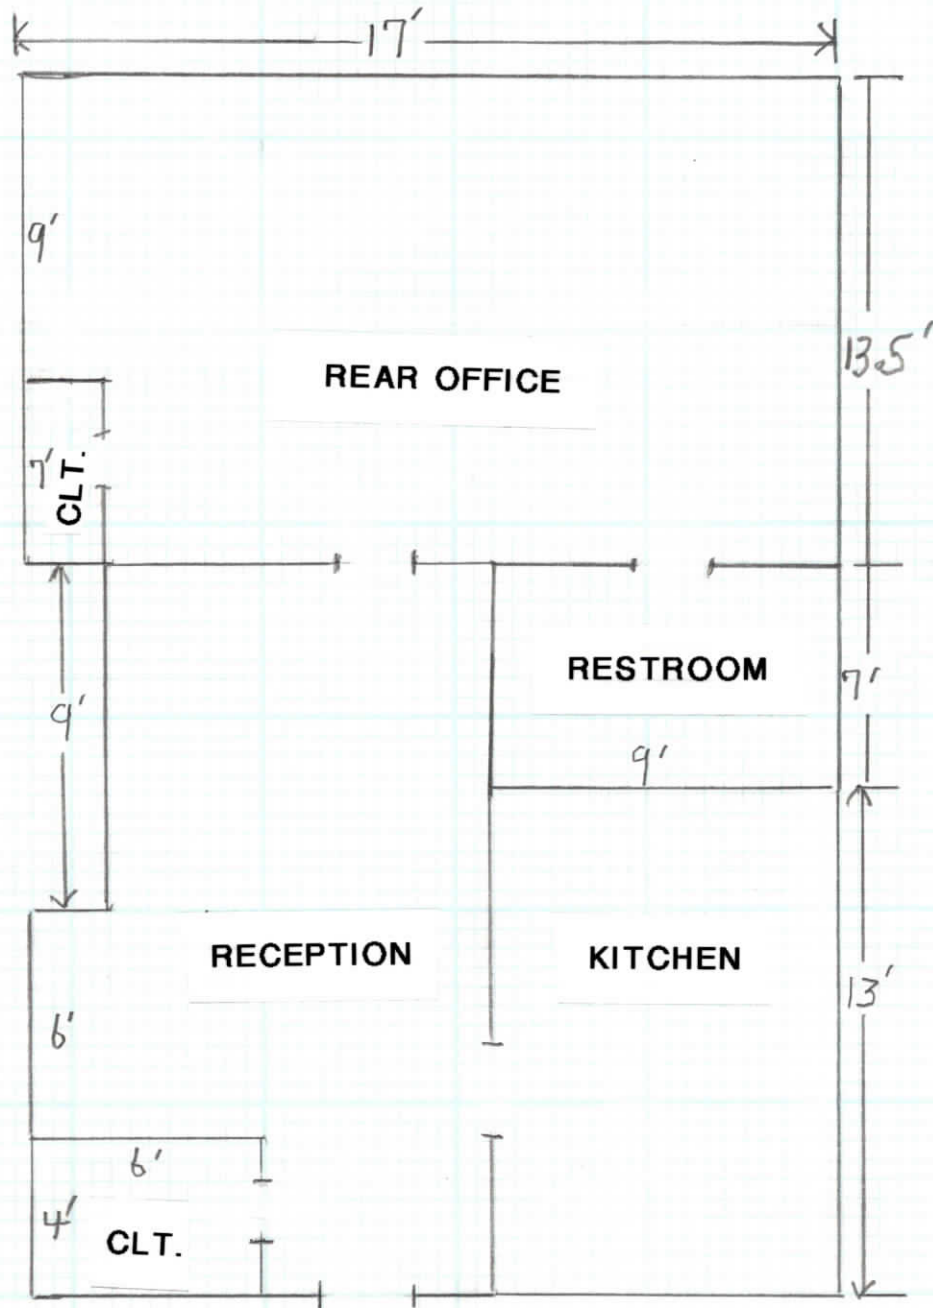 17'
9'
REAR OFFICE
13.5'
7'
CLT.
RESTROOM
7'
9'
9'
RECEPTION
KITCHEN
6'
13'
6'
4'
CLT.